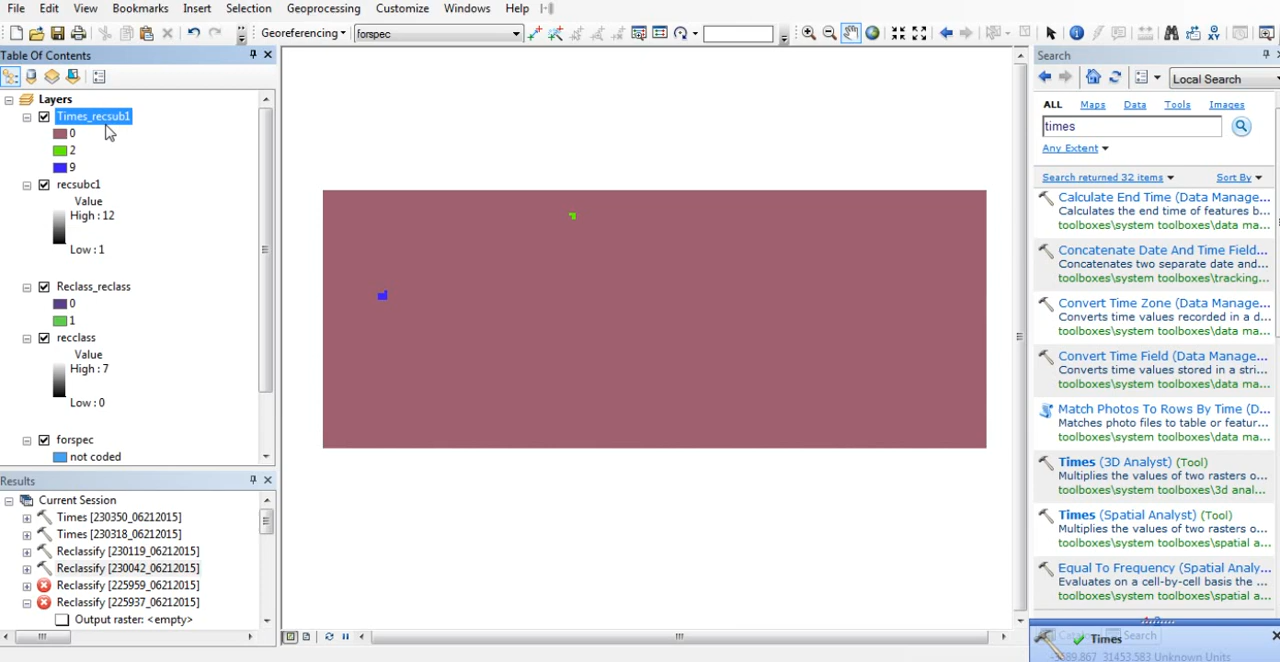 File Edit View Bookmarks Insert Selection Geoprocessing Customize Windows Help
Georeferencing forspec
Table Of Contents
Layers
Times_recsub1
0
2
9
recsubc1
Value
High : 12
Low : 1
Reclass_reclass
0
1
recclass
Value
High : 7
Low : 0
forspec
not coded
Results
Current Session
Times [230350_06212015]
Times [230318_06212015]
Reclassify [230119_06212015]
Reclassify [230042_06212015]
Reclassify [225959_06212015]
Reclassify [225937_06212015]
Output raster: <empty>
Search
Local Search
ALL Maps Data Tools Images
times
Any Extent
Search returned 32 items Sort By
Calculate End Time (Data Manage...
Calculates the end time of features b...
toolboxes\system toolboxes\data ma...
Concatenate Date And Time Field...
Concatenates two separate date and...
toolboxes\system toolboxes\tracking...
Convert Time Zone (Data Manage...
Converts time values recorded in a d...
toolboxes\system toolboxes\data ma...
Convert Time Field (Data Manage...
Converts time values stored in a stri...
toolboxes\system toolboxes\data ma...
Match Photos To Rows By Time (D...
Matches photo files to table or featur...
toolboxes\system toolboxes\data ma...
Times (3D Analyst) (Tool)
Multiplies the values of two rasters o...
toolboxes\system toolboxes\3d anal...
Times (Spatial Analyst) (Tool)
Multiplies the values of two rasters o...
toolboxes\system toolboxes\spatial a...
Equal To Frequency (Spatial Analy...
Evaluates on a cell-by-cell basis the ...
toolboxes\system toolboxes\spatial a...
Search
Times
31453.583 Unknown Units